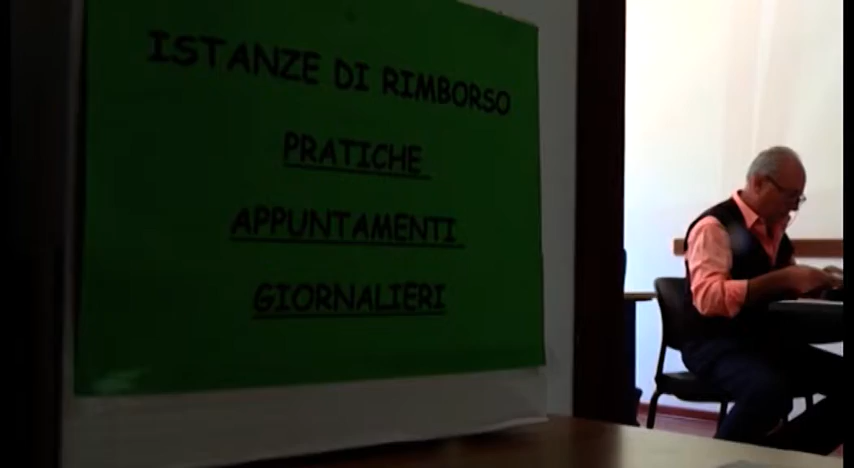 ISTANZE DI RIMBORSO
PRATICHE
APPUNTAMENTI
GIORNALIERI